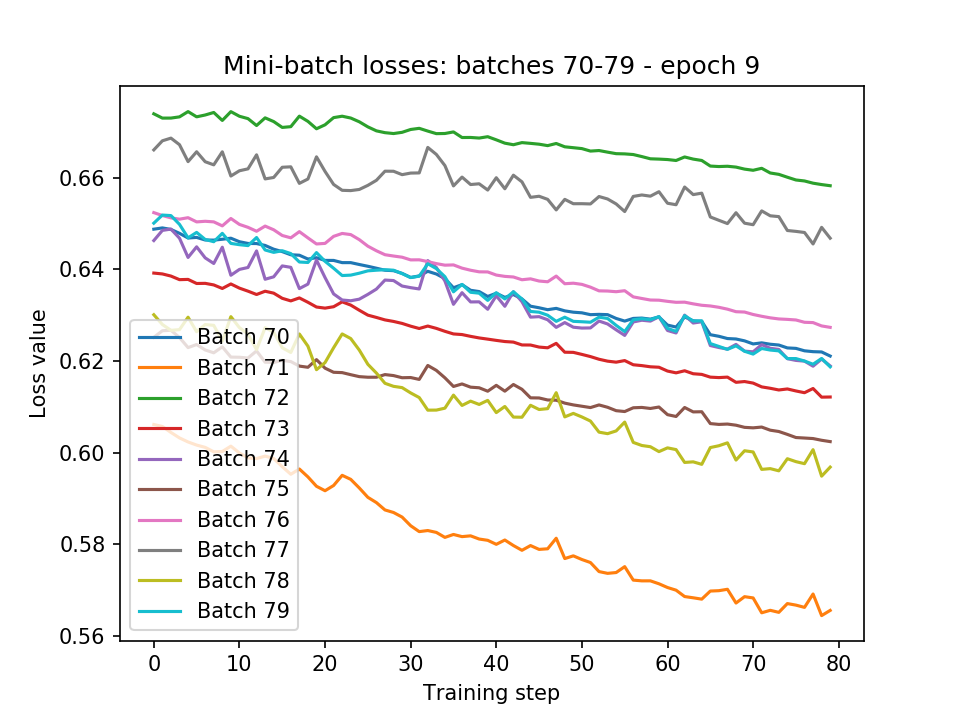 Mini-batch losses: batches 70-79 - epoch 9
Loss value
0.66
0.64
0.62
0.60
0.58
0.56
Batch 70
Batch 71
Batch 72
Batch 73
Batch 74
Batch 75
Batch 76
Batch 77
Batch 78
Batch 79
0 10 20 30 40 50 60 70 80
Training step